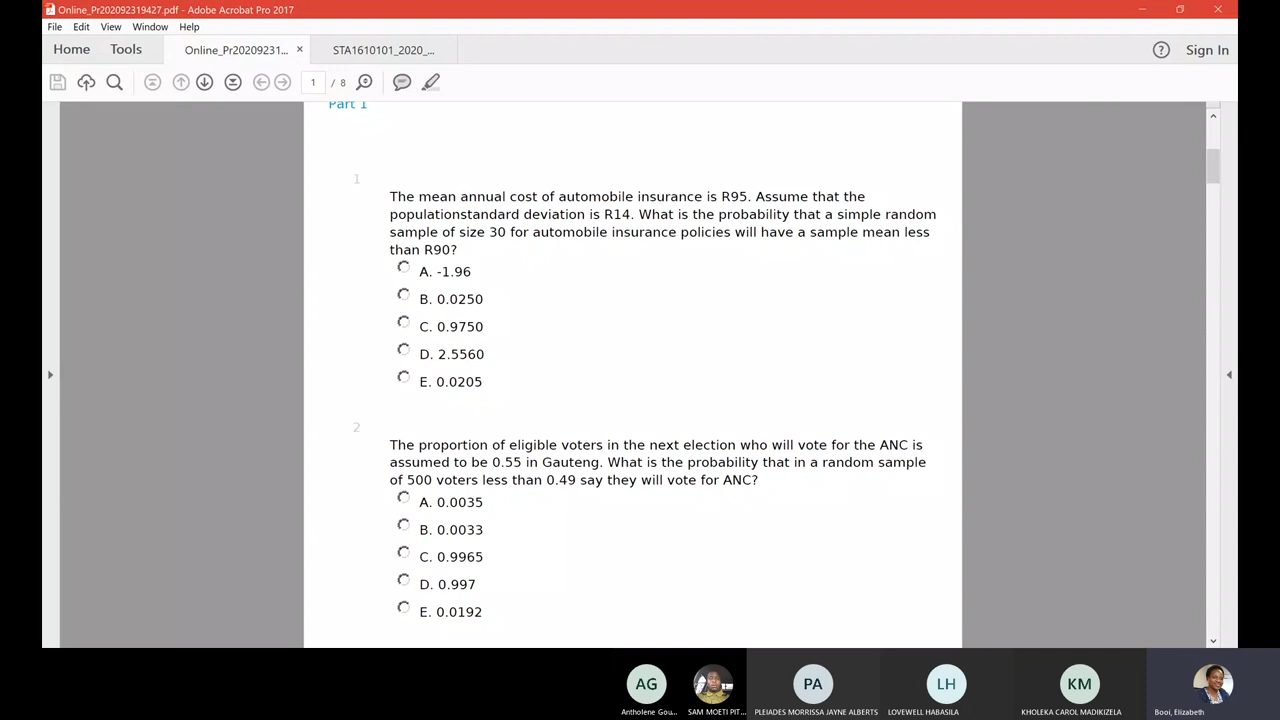 Online_Pr202092319427.pdf - Adobe Acrobat Pro 2017
File Edit View Window Help
Home Tools Online_Pr20209231... × STA1610101_2020_... ? Sign In
1 / 8
Part 1
1
The mean annual cost of automobile insurance is R95. Assume that the
populationstandard deviation is R14. What is the probability that a simple random
sample of size 30 for automobile insurance policies will have a sample mean less
than R90?
A. -1.96
B. 0.0250
C. 0.9750
D. 2.5560
E. 0.0205
2
The proportion of eligible voters in the next election who will vote for the ANC is
assumed to be 0.55 in Gauteng. What is the probability that in a random sample
of 500 voters less than 0.49 say they will vote for ANC?
A. 0.0035
B. 0.0033
C. 0.9965
D. 0.997
E. 0.0192
AG PA LH KM
Antholene Gou... SAM MOETI PIT... PLEIADES MORRISSA JAYNE ALBERTS LOVEWELL HABASILA KHOLEKA CAROL MADIKIZELA Booi, Elizabeth